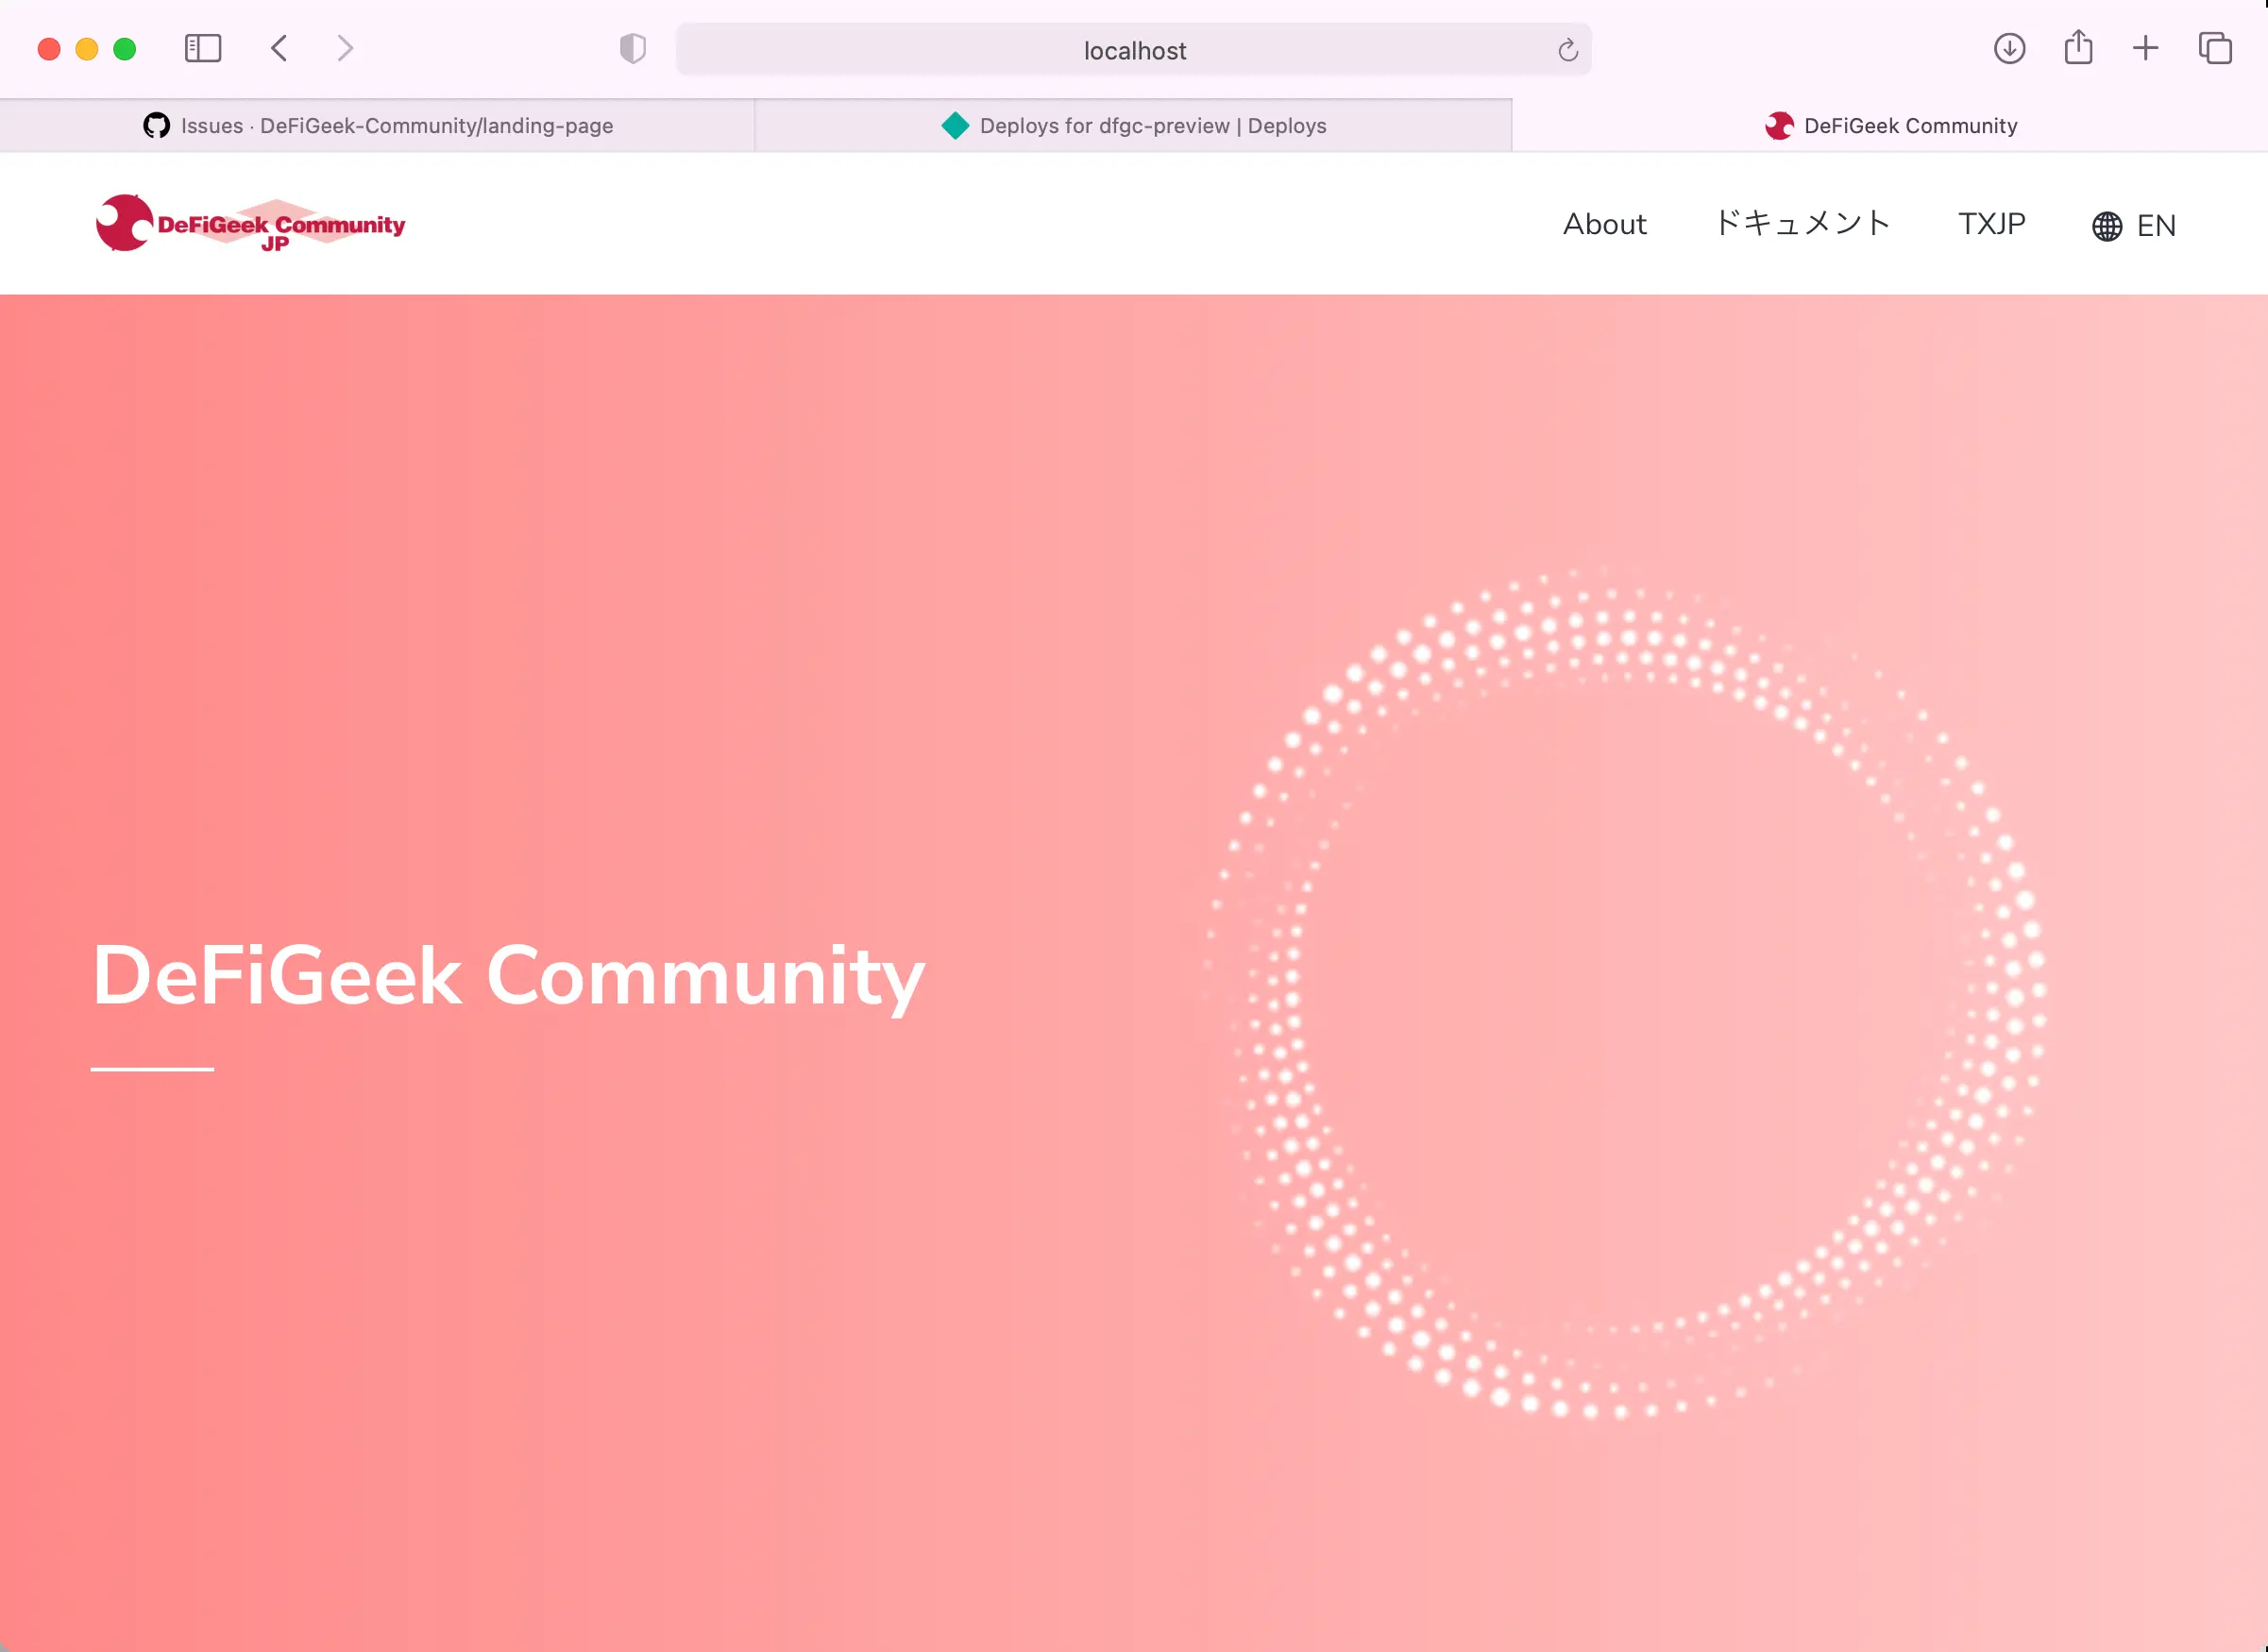 localhost
Issues · DeFiGeek-Community/landing-page
Deploys for dfgc-preview | Deploys
DeFiGeek Community
DeFiGeek Community
JP
About
ドキュメント
TXJP
EN
DeFiGeek Community